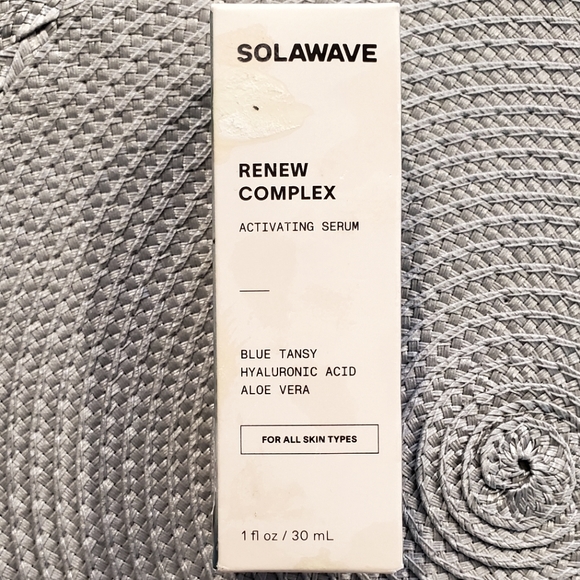 SOLAWAVE
RENEW
COMPLEX
ACTIVATING SERUM
BLUE TANSY
HYALURONIC ACID
ALOE VERA
FOR ALL SKIN TYPES
1 fl oz / 30 mL